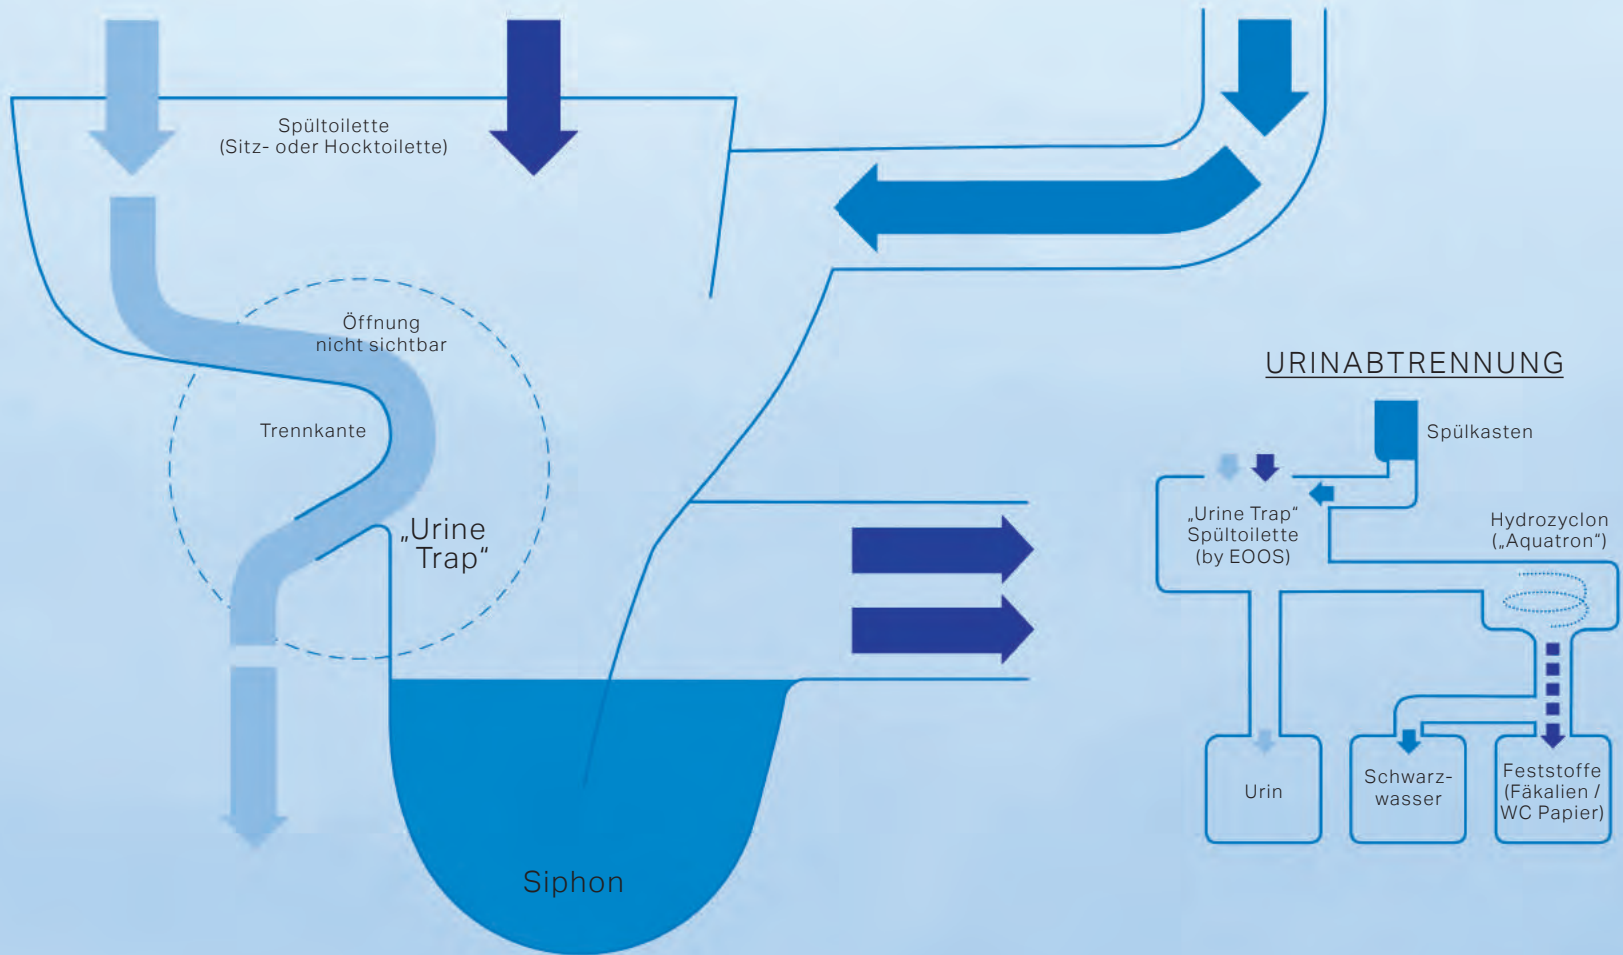 Spültoilette
(Sitz- oder Hocktoilette)
Öffnung
nicht sichtbar
Trennkante
„Urine
Trap“
Siphon
URINABTRENNUNG
Spülkasten
„Urine Trap“
Spültoilette
(by EOOS)
Hydrozyclon
(„Aquatron“)
Urin
Schwarz-
wasser
Feststoffe
(Fäkalien /
WC Papier)